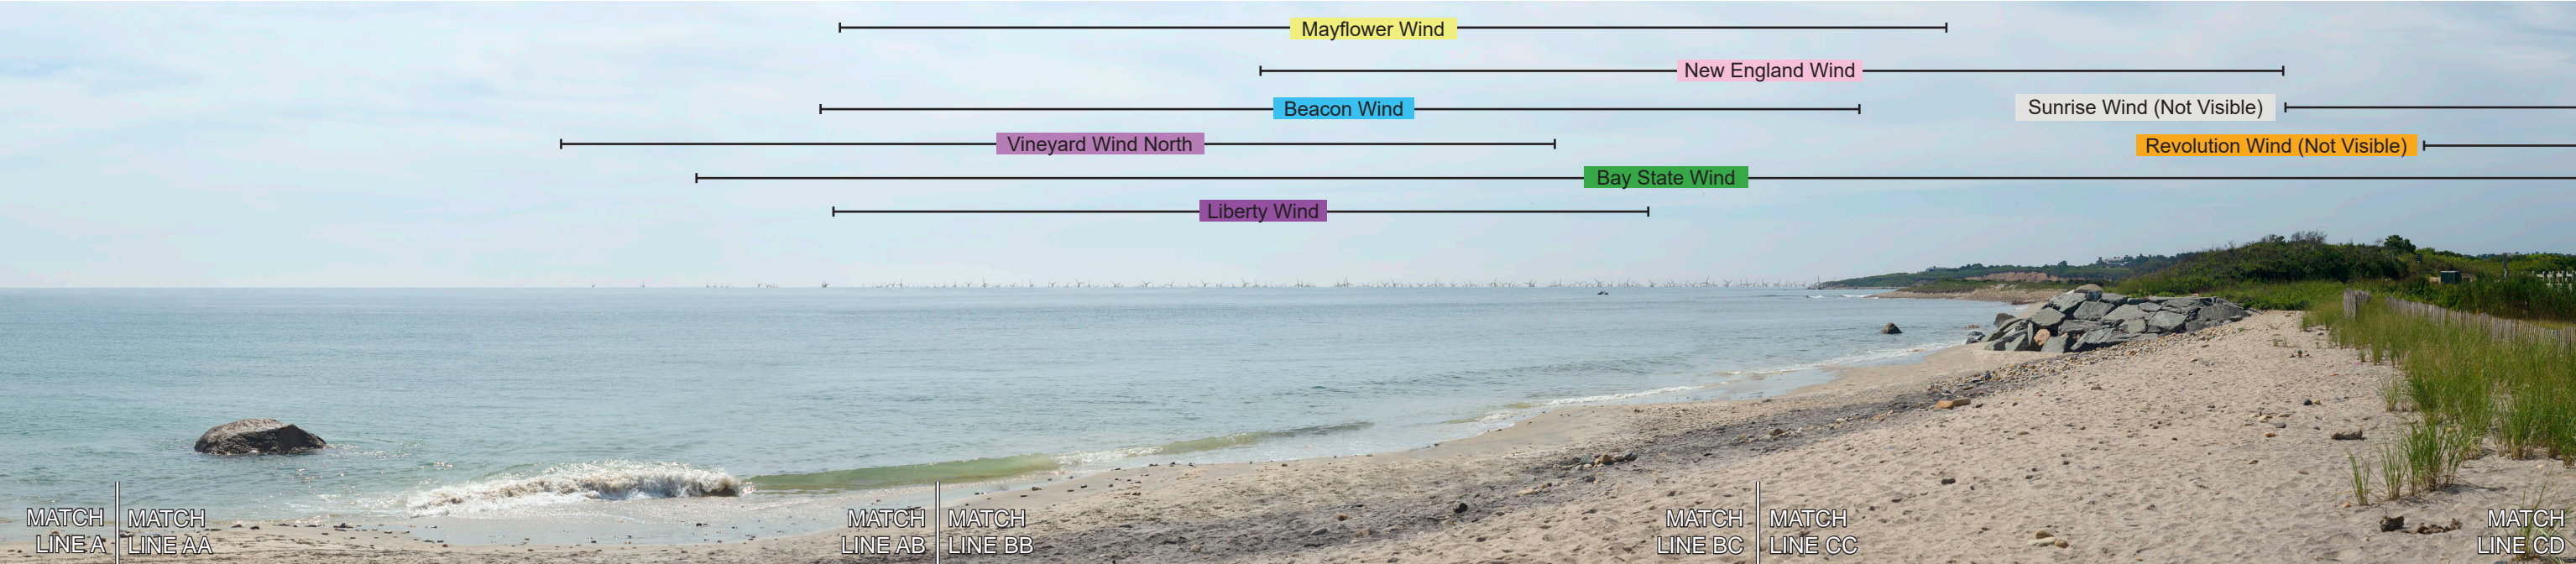 Mayflower Wind
New England Wind
Beacon Wind
Sunrise Wind (Not Visible)
Vineyard Wind North
Revolution Wind (Not Visible)
Bay State Wind
Liberty Wind
MATCH
LINE A
MATCH
LINE AA
MATCH
LINE AB
MATCH
LINE BB
MATCH
LINE BC
MATCH
LINE CC
MATCH
LINE CD